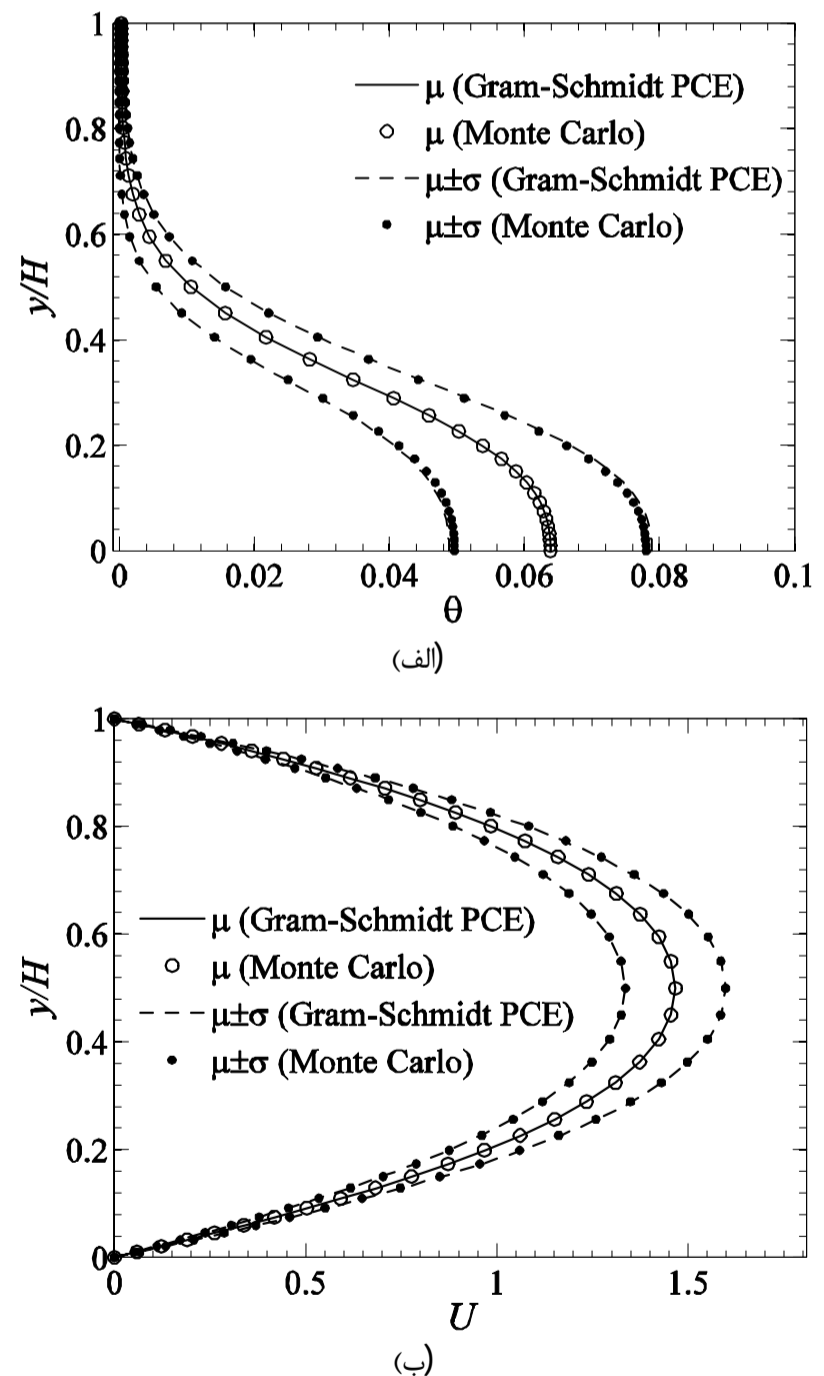 1
μ (Gram-Schmidt PCE)
μ (Monte Carlo)
μ±σ (Gram-Schmidt PCE)
μ±σ (Monte Carlo)
0.8
0.6
y/H
0.4
0.2
0
0 0.02 0.04 0.06 0.08 0.1
θ
(الف)
1
0.8
μ (Gram-Schmidt PCE)
0.6
μ (Monte Carlo)
y/H
μ±σ (Gram-Schmidt PCE)
0.4
μ±σ (Monte Carlo)
0.2
0
0 0.5 1 1.5
U
(ب)